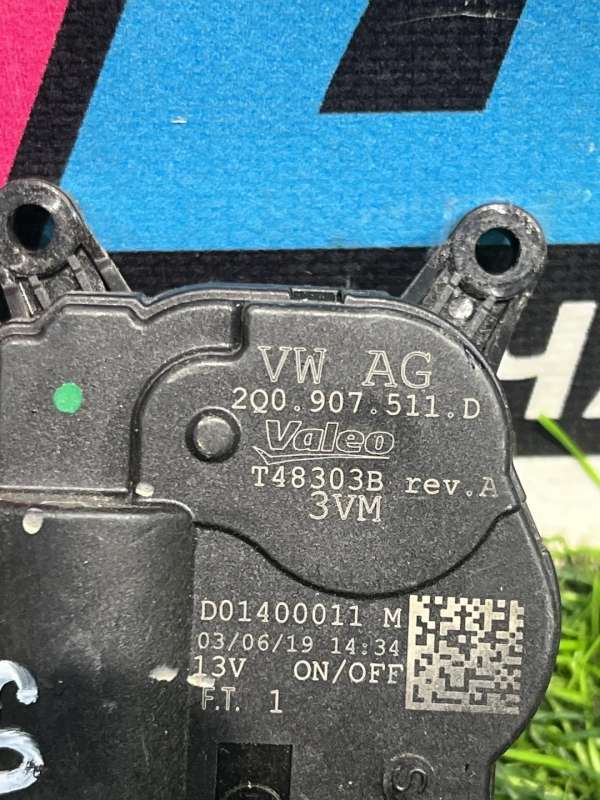 VW AG
2Q0.907.511.D
Valeo
T48303B rev.A
3VM
D01400011 M
03/06/19 14:34
13V ON/OFF
F.T. 1
S